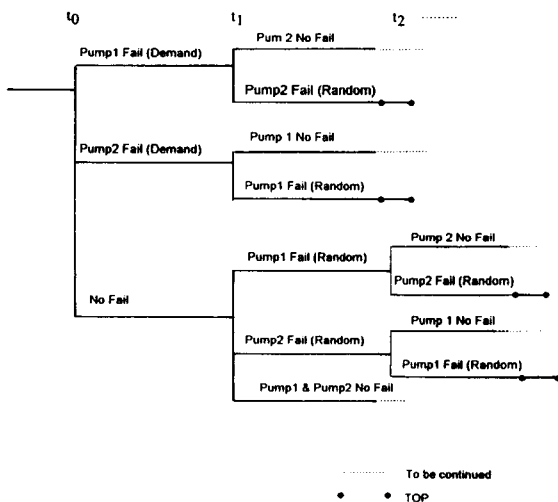 t0 t1 t2
Pum 2 No Fail
Pump1 Fail (Demand)
Pump2 Fail (Random)
Pump 1 No Fail
Pump2 Fail (Demand)
Pump1 Fail (Random)
Pump 2 No Fail
Pump1 Fail (Random)
Pump2 Fail (Random)
No Fail
Pump 1 No Fail
Pump2 Fail (Random)
Pump1 Fail (Random)
Pump1 & Pump2 No Fail
To be continued
TOP